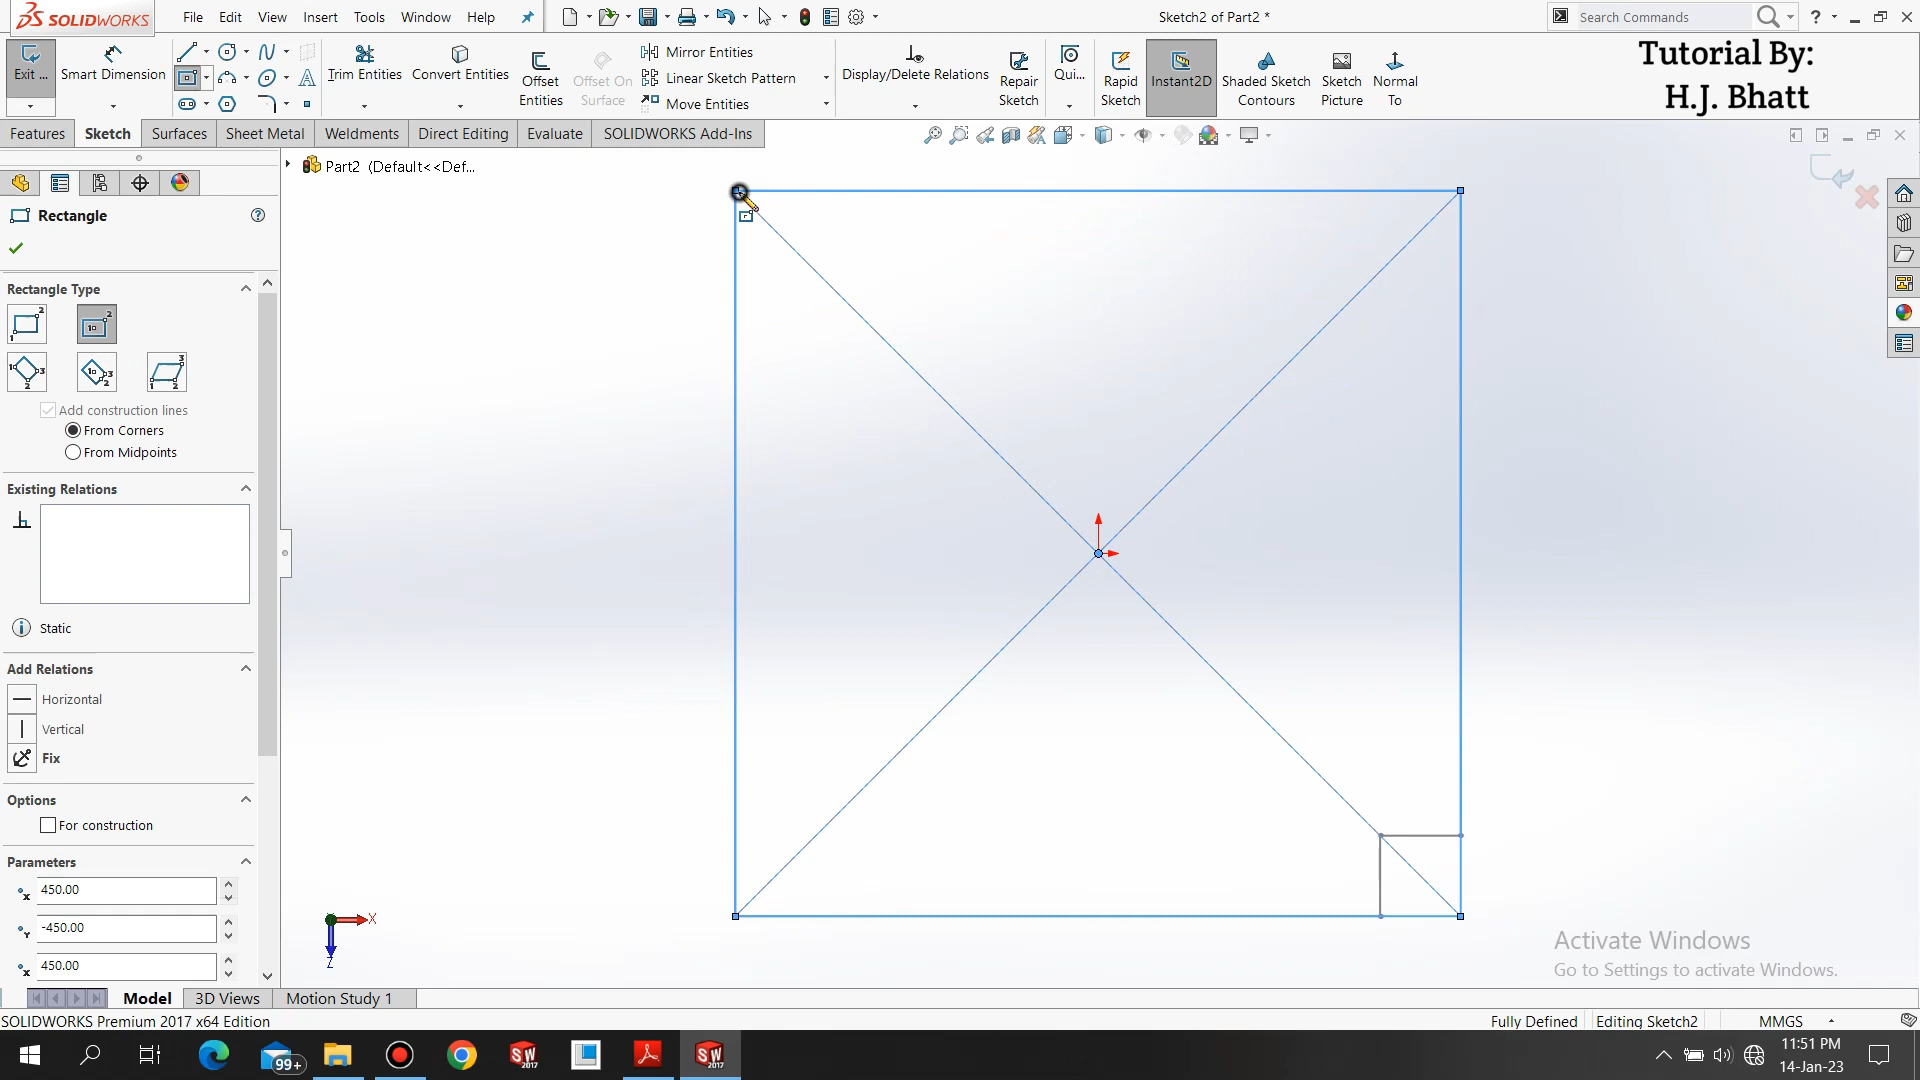 SOLIDWORKS File Edit View Insert Tools Window Help Sketch2 of Part2 * Search Commands ?
Exit ... Smart Dimension Trim Entities Convert Entities Offset Entities Offset On Surface Mirror Entities Linear Sketch Pattern Move Entities Display/Delete Relations Repair Sketch Qui... Rapid Sketch Instant2D Shaded Sketch Contours Sketch Picture Normal To
Tutorial By:
H.J. Bhatt
Features Sketch Surfaces Sheet Metal Weldments Direct Editing Evaluate SOLIDWORKS Add-Ins
Part2 (Default<<Def...
Rectangle
Rectangle Type
Add construction lines
From Corners
From Midpoints
Existing Relations
Static
Add Relations
Horizontal
Vertical
Fix
Options
For construction
Parameters
450.00
-450.00
450.00
X
Z
Activate Windows
Go to Settings to activate Windows.
Model 3D Views Motion Study 1
SOLIDWORKS Premium 2017 x64 Edition Fully Defined Editing Sketch2 MMGS
99+ SW 2017 SW 2017 11:51 PM
14-Jan-23